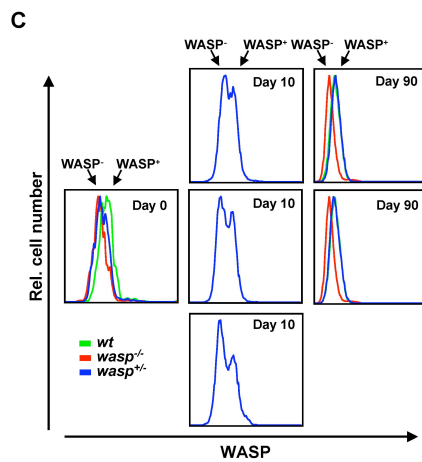 C
WASP- WASP+ WASP- WASP+
Day 10
Day 90
WASP- WASP+
Day 0
Day 10
Day 90
Day 10
wt
wasp-/-
wasp+/-
Rel. cell number
WASP